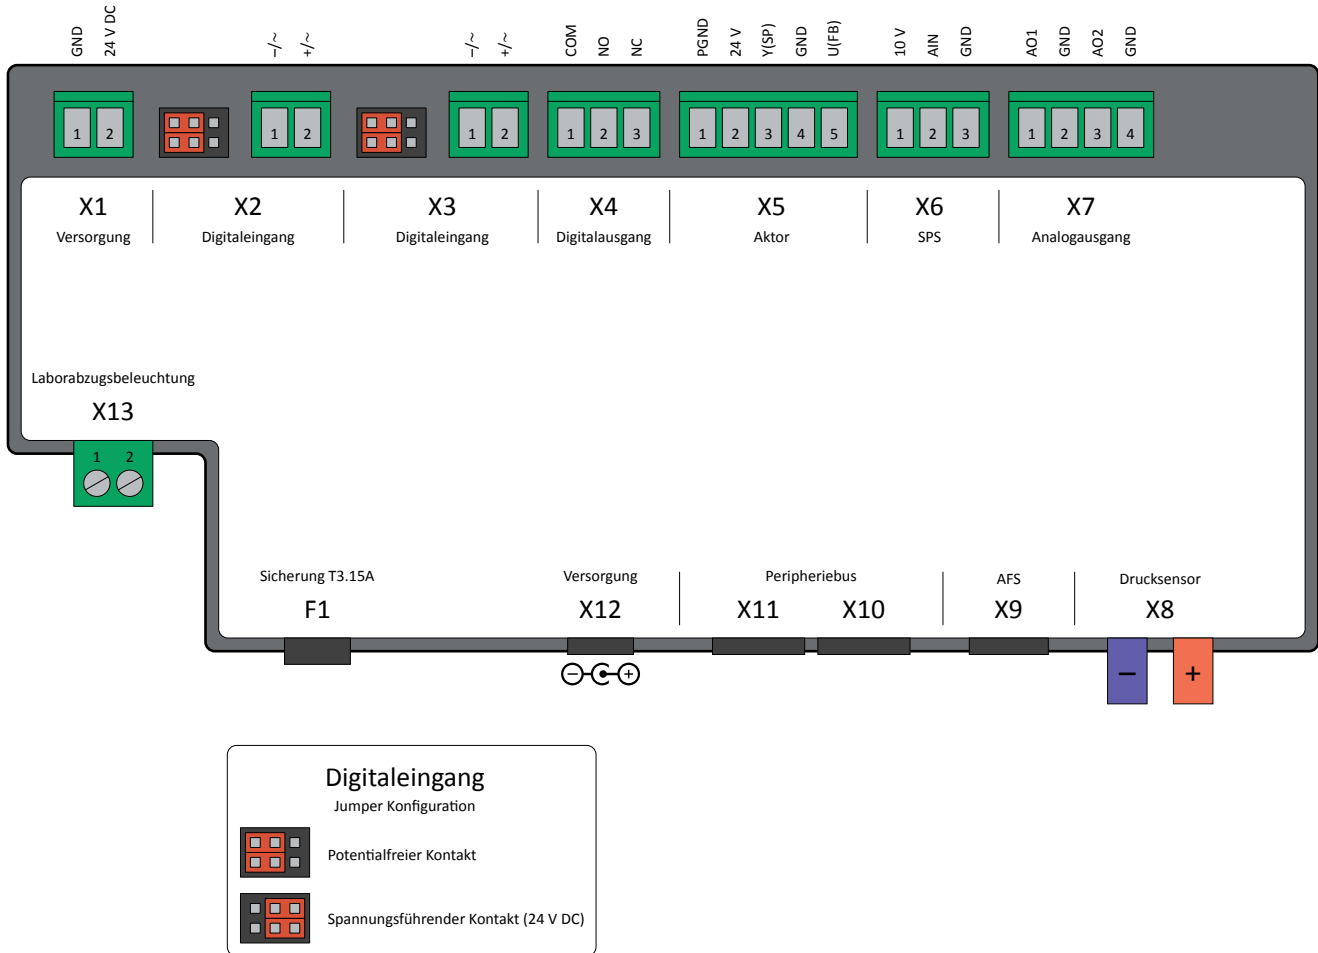 GND 24 V DC −/~ +/~ −/~ +/~ COM NO NC PGND 24 V Y(SP) GND U(FB) 10 V AIN GND AO1 GND AO2 GND
1 2 1 2 1 2 1 2 3 1 2 3 4 5 1 2 3 1 2 3 4
X1 X2 X3 X4 X5 X6 X7
Versorgung Digitaleingang Digitaleingang Digitalausgang Aktor SPS Analogausgang
Laborabzugsbeleuchtung
X13
1 2
Sicherung T3.15A Versorgung Peripheriebus AFS Drucksensor
F1 X12 X11 X10 X9 X8
− + − +
Digitaleingang
Jumper Konfiguration
Potentialfreier Kontakt
Spannungsführender Kontakt (24 V DC)